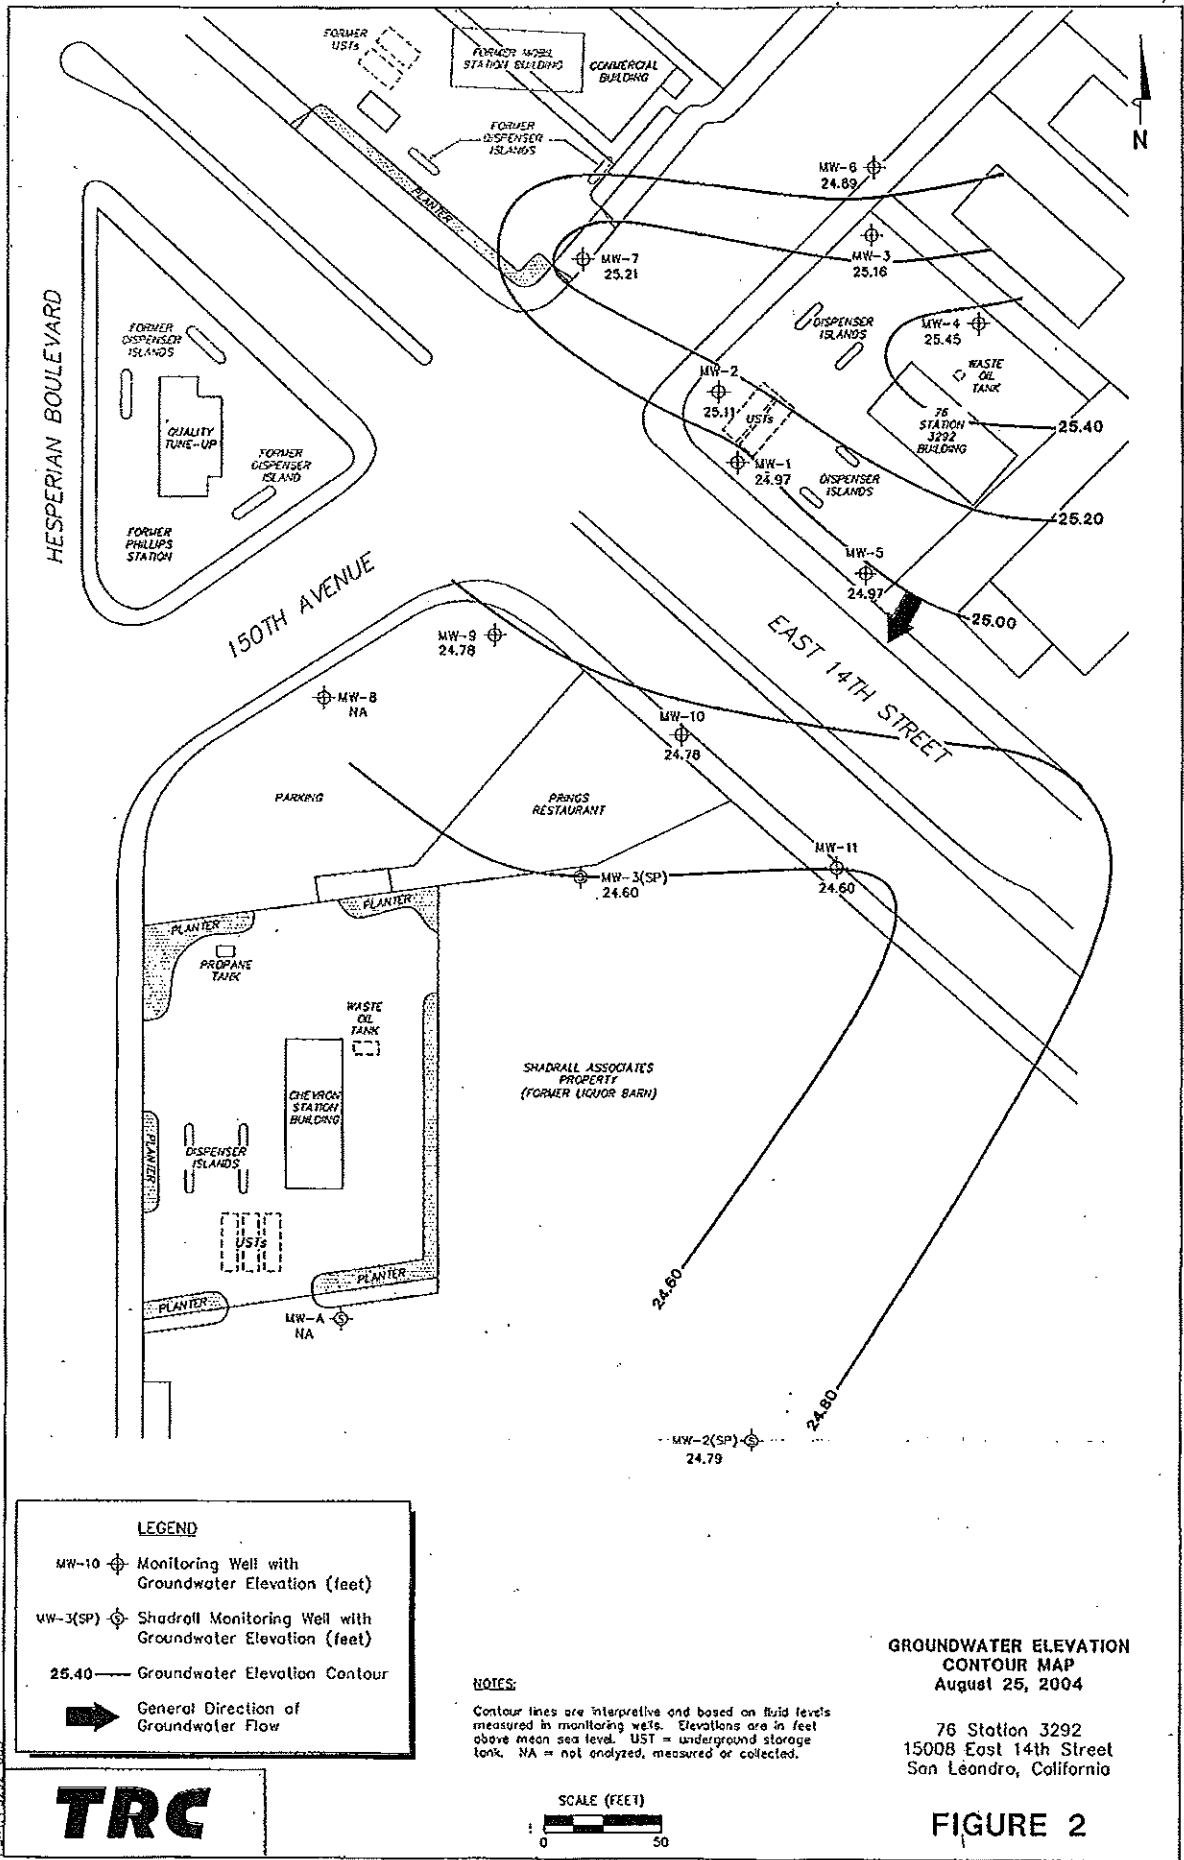 FORMER
USTs
FORMER MOBIL
STATION BUILDING
COMMERCIAL
BUILDING
FORMER
DISPENSER
ISLANDS
PLANTER
N
MW-6
24.89
MW-7
25.21
MW-3
25.16
MW-4
25.45
DISPENSER
ISLANDS
WASTE
OIL
TANK
MW-2
25.11
USTs
76
STATION
3292
BUILDING
25.40
MW-1
24.97
DISPENSER
ISLANDS
25.20
MW-5
24.97
25.00
HESPERIAN BOULEVARD
FORMER
DISPENSER
ISLANDS
QUALITY
TUNE-UP
FORMER
DISPENSER
ISLAND
FORMER
PHILLIPS
STATION
150TH AVENUE
EAST 14TH STREET
MW-9
24.78
MW-8
NA
MW-10
24.78
PARKING
PRINGS
RESTAURANT
MW-11
24.60
MW-3(SP)
24.60
PLANTER
PLANTER
PROPANE
TANK
WASTE
OIL
TANK
CHEVRON
STATION
BUILDING
SHADRALL ASSOCIATES
PROPERTY
(FORMER LIQUOR BARN)
PLANTER
DISPENSER
ISLANDS
USTs
PLANTER
PLANTER
MW-A
NA
24.60
24.80
MW-2(SP)
24.79
LEGEND
MW-10 Monitoring Well with
Groundwater Elevation (feet)
MW-3(SP) Shadrall Monitoring Well with
Groundwater Elevation (feet)
25.40 Groundwater Elevation Contour
General Direction of
Groundwater Flow
NOTES:
Contour lines are interpretive and based on fluid levels
measured in monitoring wells. Elevations are in feet
above mean sea level. UST = underground storage
tank. NA = not analyzed, measured or collected.
GROUNDWATER ELEVATION
CONTOUR MAP
August 25, 2004
76 Station 3292
15008 East 14th Street
San Leandro, California
TRC
SCALE (FEET)
0 50
FIGURE 2